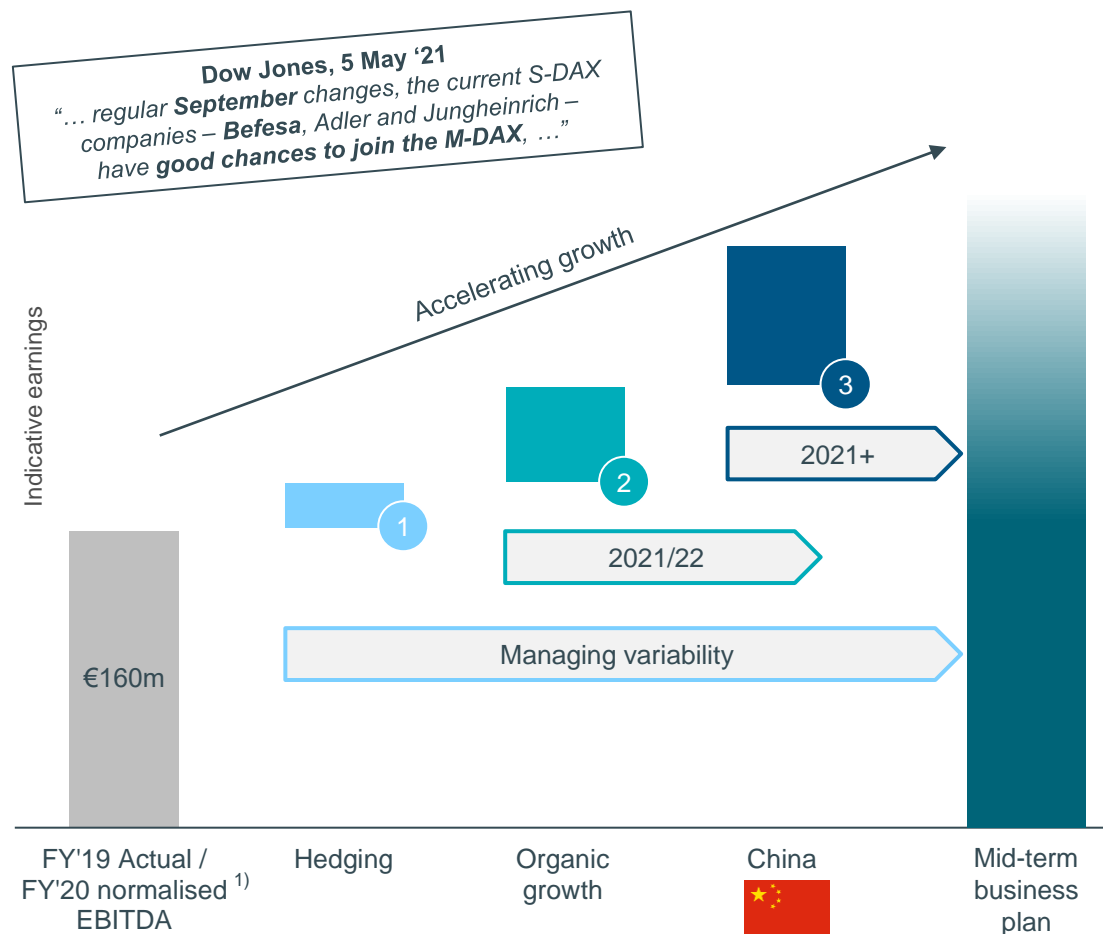 Dow Jones, 5 May ‘21
“… regular September changes, the current S-DAX
companies – Befesa, Adler and Jungheinrich –
have good chances to join the M-DAX, …”
Accelerating growth
Indicative earnings
3
2021+
2
1
2021/22
Managing variability
€160m
FY'19 Actual /
FY'20 normalised 1)
EBITDA
Hedging
Organic
growth
China
Mid-term
business
plan